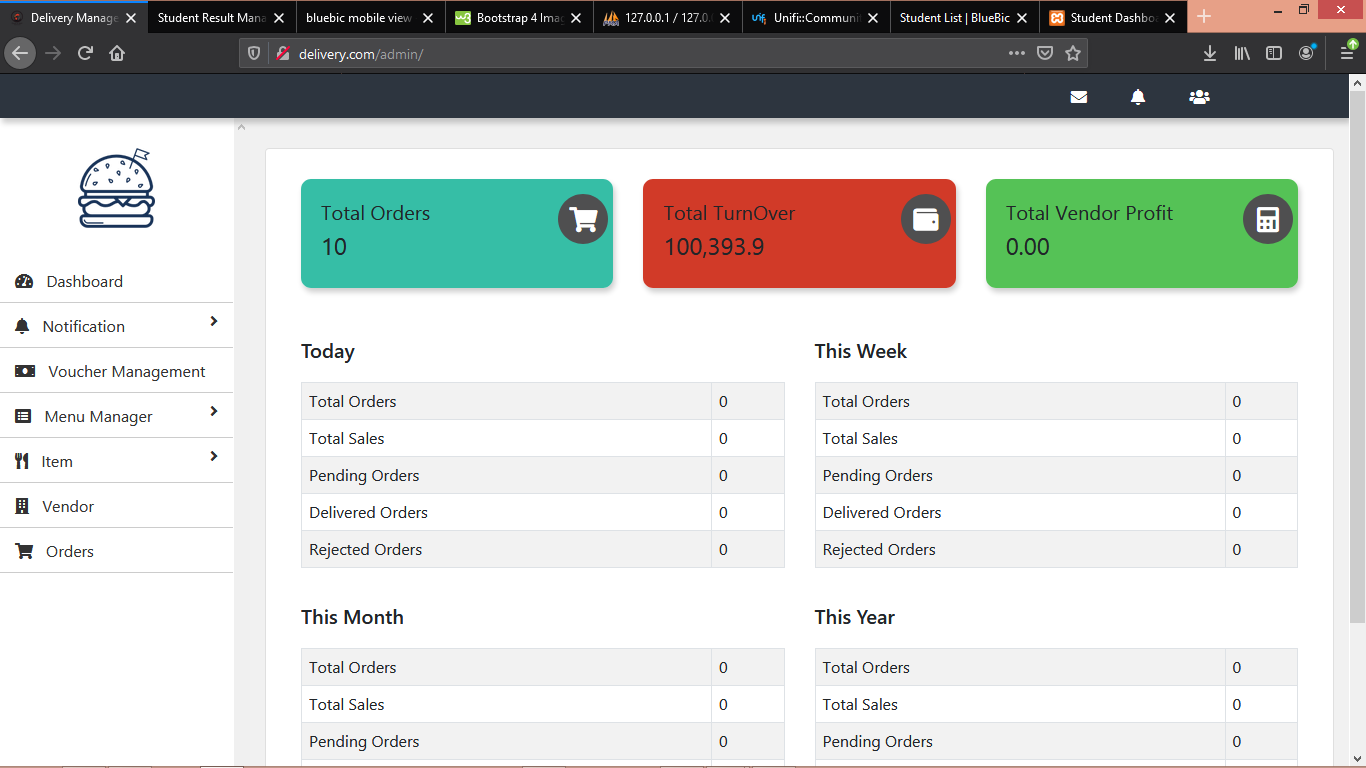 Delivery Manage
Student Result Mana
bluebic mobile view
w3 Bootstrap 4 Imag
127.0.0.1 / 127.0.
unifi Unifi::Communi
Student List | BlueBic
Student Dashbo
delivery.com/admin/
Total Orders
10
Total TurnOver
100,393.9
Total Vendor Profit
0.00
Dashboard
Notification
Voucher Management
Menu Manager
Item
Vendor
Orders
Today
Total Orders 0
Total Sales 0
Pending Orders 0
Delivered Orders 0
Rejected Orders 0
This Week
Total Orders 0
Total Sales 0
Pending Orders 0
Delivered Orders 0
Rejected Orders 0
This Month
Total Orders 0
Total Sales 0
Pending Orders 0
This Year
Total Orders 0
Total Sales 0
Pending Orders 0